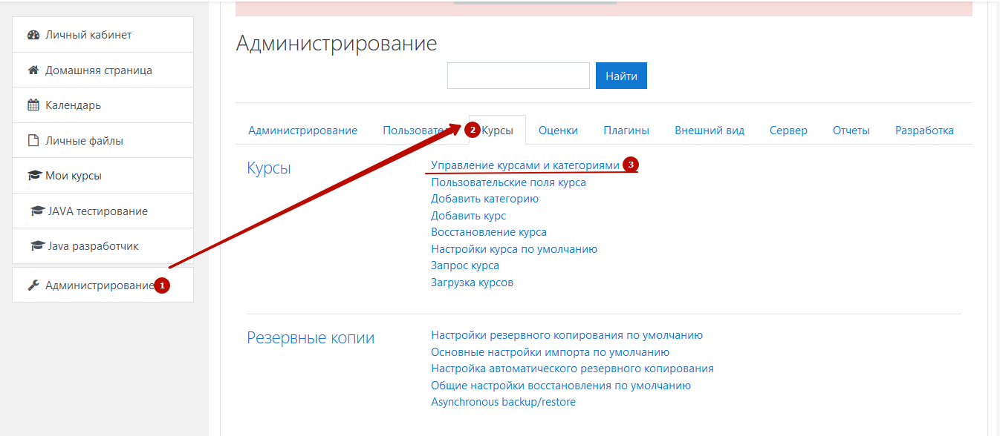 Личный кабинет
Домашняя страница
Календарь
Личные файлы
Мои курсы
JAVA тестирование
Java разработчик
Администрирование 1
Администрирование
Найти
Администрирование Пользовател 2 Курсы Оценки Плагины Внешний вид Сервер Отчеты Разработка
Курсы
Управление курсами и категориями 3
Пользовательские поля курса
Добавить категорию
Добавить курс
Восстановление курса
Настройки курса по умолчанию
Запрос курса
Загрузка курсов
Резервные копии
Настройки резервного копирования по умолчанию
Основные настройки импорта по умолчанию
Настройка автоматического резервного копирования
Общие настройки восстановления по умолчанию
Asynchronous backup/restore